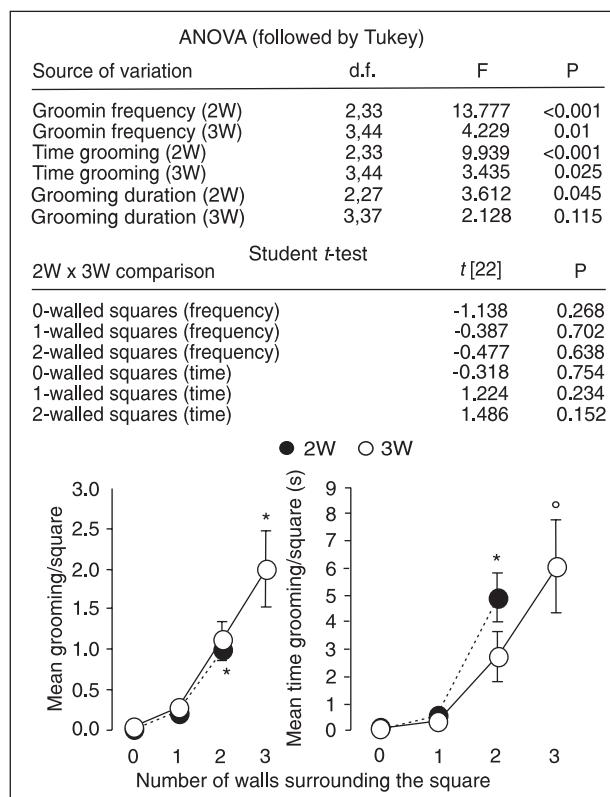 ANOVA (followed by Tukey)
Source of variation d.f. F P
Groomin frequency (2W) 2,33 13.777 <0.001
Groomin frequency (3W) 3,44 4.229 0.01
Time grooming (2W) 2,33 9.939 <0.001
Time grooming (3W) 3,44 3.435 0.025
Grooming duration (2W) 2,27 3.612 0.045
Grooming duration (3W) 3,37 2.128 0.115
Student t-test
2W x 3W comparison t [22] P
0-walled squares (frequency) -1.138 0.268
1-walled squares (frequency) -0.387 0.702
2-walled squares (frequency) -0.477 0.638
0-walled squares (time) -0.318 0.754
1-walled squares (time) 1.224 0.234
2-walled squares (time) 1.486 0.152
2W 3W
Mean grooming/square
3.0
2.5
2.0
1.5
1.0
0.5
0.0
*
*
0 1 2 3
Mean time grooming/square (s)
9
8
7
6
5
4
3
2
1
0
*
°
0 1 2 3
Number of walls surrounding the square